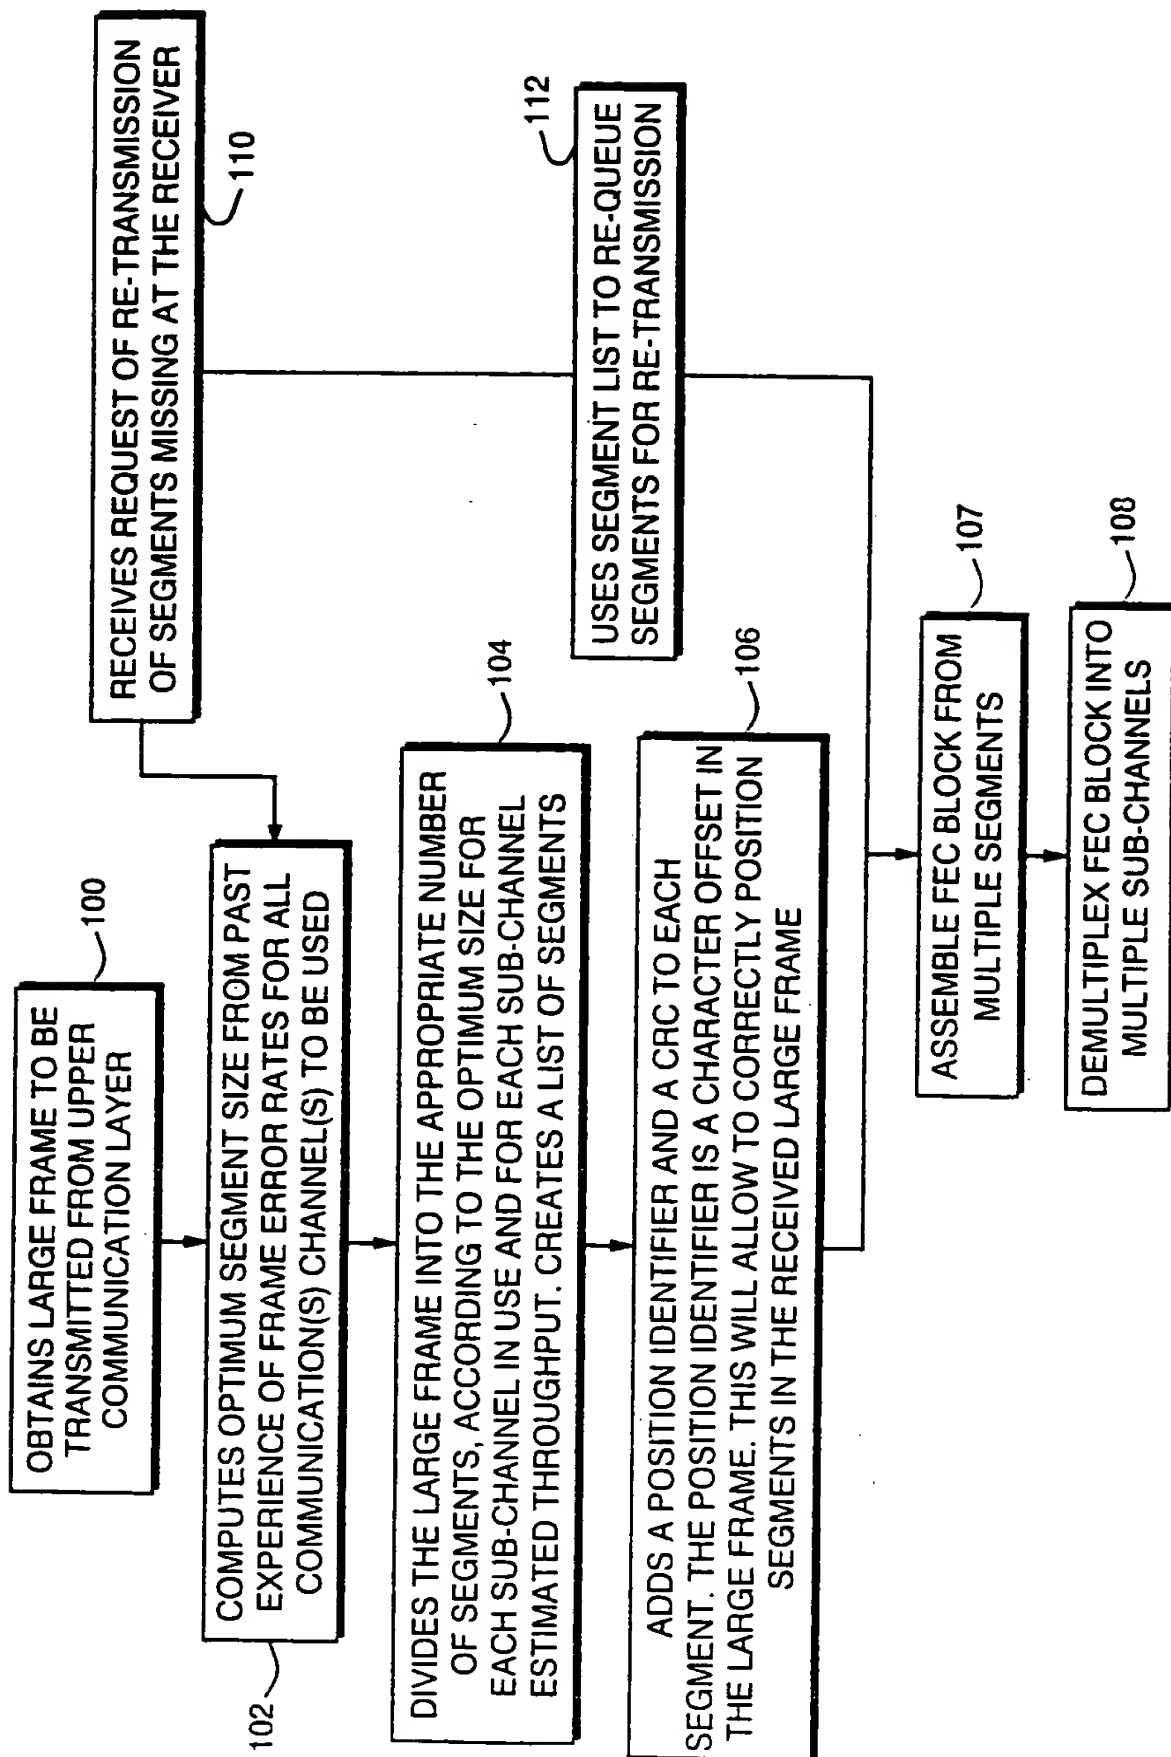 100
OBTAINS LARGE FRAME TO BE
TRANSMITTED FROM UPPER
COMMUNICATION LAYER
110
RECEIVES REQUEST OF RE-TRANSMISSION
OF SEGMENTS MISSING AT THE RECEIVER
102
COMPUTES OPTIMUM SEGMENT SIZE FROM PAST
EXPERIENCE OF FRAME ERROR RATES FOR ALL
COMMUNICATION(S) CHANNEL(S) TO BE USED
104
DIVIDES THE LARGE FRAME INTO THE APPROPRIATE NUMBER
OF SEGMENTS, ACCORDING TO THE OPTIMUM SIZE FOR
EACH SUB-CHANNEL IN USE AND FOR EACH SUB-CHANNEL
ESTIMATED THROUGHPUT. CREATES A LIST OF SEGMENTS
112
USES SEGMENT LIST TO RE-QUEUE
SEGMENTS FOR RE-TRANSMISSION
106
ADDS A POSITION IDENTIFIER AND A CRC TO EACH
SEGMENT. THE POSITION IDENTIFIER IS A CHARACTER OFFSET IN
THE LARGE FRAME. THIS WILL ALLOW TO CORRECTLY POSITION
SEGMENTS IN THE RECEIVED LARGE FRAME
107
ASSEMBLE FEC BLOCK FROM
MULTIPLE SEGMENTS
108
DEMULTIPLEX FEC BLOCK INTO
MULTIPLE SUB-CHANNELS